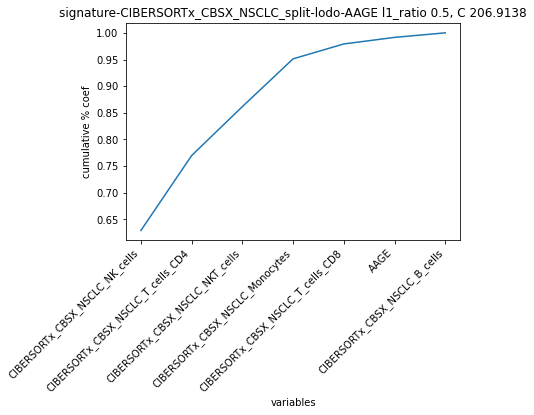 signature-CIBERSORTx_CBSX_NSCLC_split-lodo-AAGE l1_ratio 0.5, C 206.9138
1.00
0.95
0.90
0.85
0.80
0.75
0.70
0.65
cumulative % coef
CIBERSORTx_CBSX_NSCLC_NK_cells
CIBERSORTx_CBSX_NSCLC_T_cells_CD4
CIBERSORTx_CBSX_NSCLC_NKT_cells
CIBERSORTx_CBSX_NSCLC_Monocytes
CIBERSORTx_CBSX_NSCLC_T_cells_CD8
AAGE
CIBERSORTx_CBSX_NSCLC_B_cells
variables